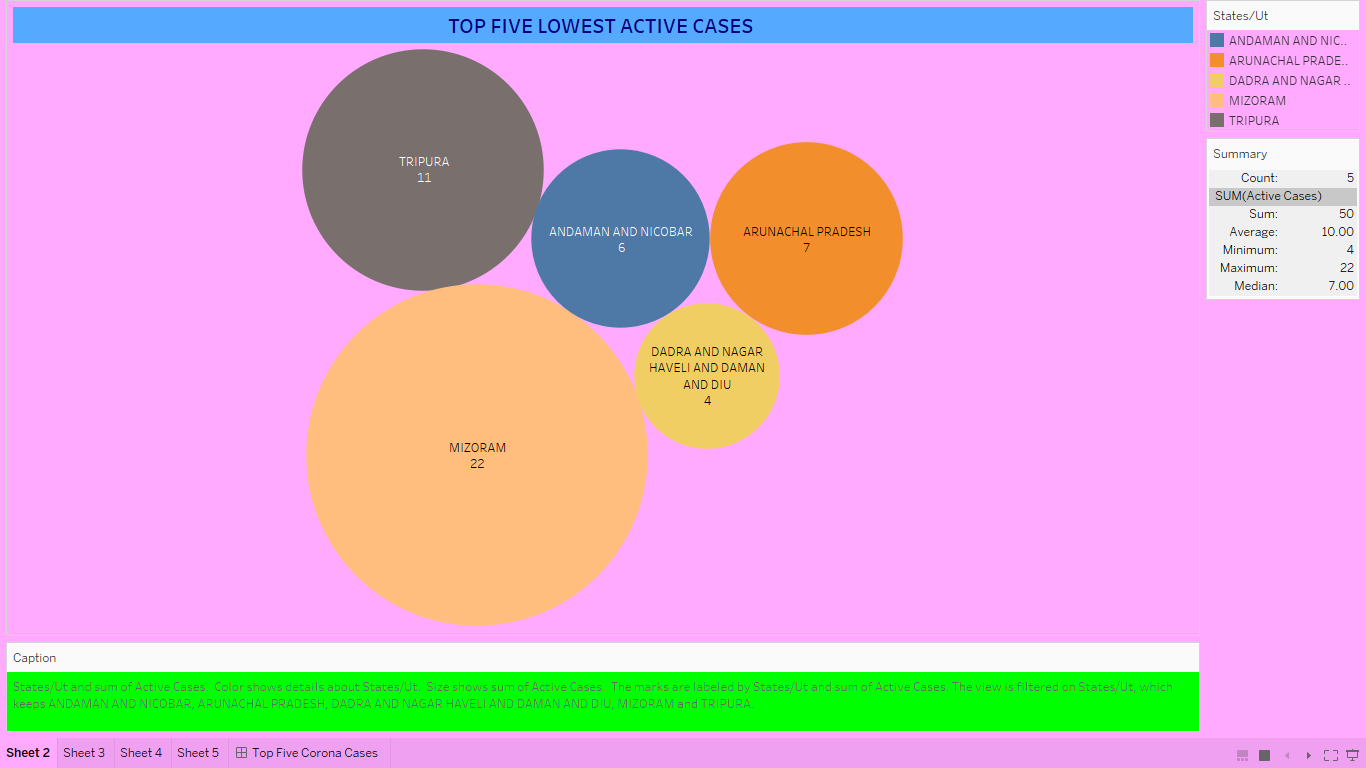 TOP FIVE LOWEST ACTIVE CASES
TRIPURA
11
ANDAMAN AND NICOBAR
6
ARUNACHAL PRADESH
7
DADRA AND NAGAR
HAVELI AND DAMAN
AND DIU
4
MIZORAM
22
States/Ut
ANDAMAN AND NIC..
ARUNACHAL PRADE..
DADRA AND NAGAR ..
MIZORAM
TRIPURA
Summary
Count: 5
SUM(Active Cases)
Sum: 50
Average: 10.00
Minimum: 4
Maximum: 22
Median: 7.00
Caption
States/Ut and sum of Active Cases.  Color shows details about States/Ut.  Size shows sum of Active Cases.  The marks are labeled by States/Ut and sum of Active Cases. The view is filtered on States/Ut, which
keeps ANDAMAN AND NICOBAR, ARUNACHAL PRADESH, DADRA AND NAGAR HAVELI AND DAMAN AND DIU, MIZORAM and TRIPURA.
Sheet 2 Sheet 3 Sheet 4 Sheet 5 Top Five Corona Cases